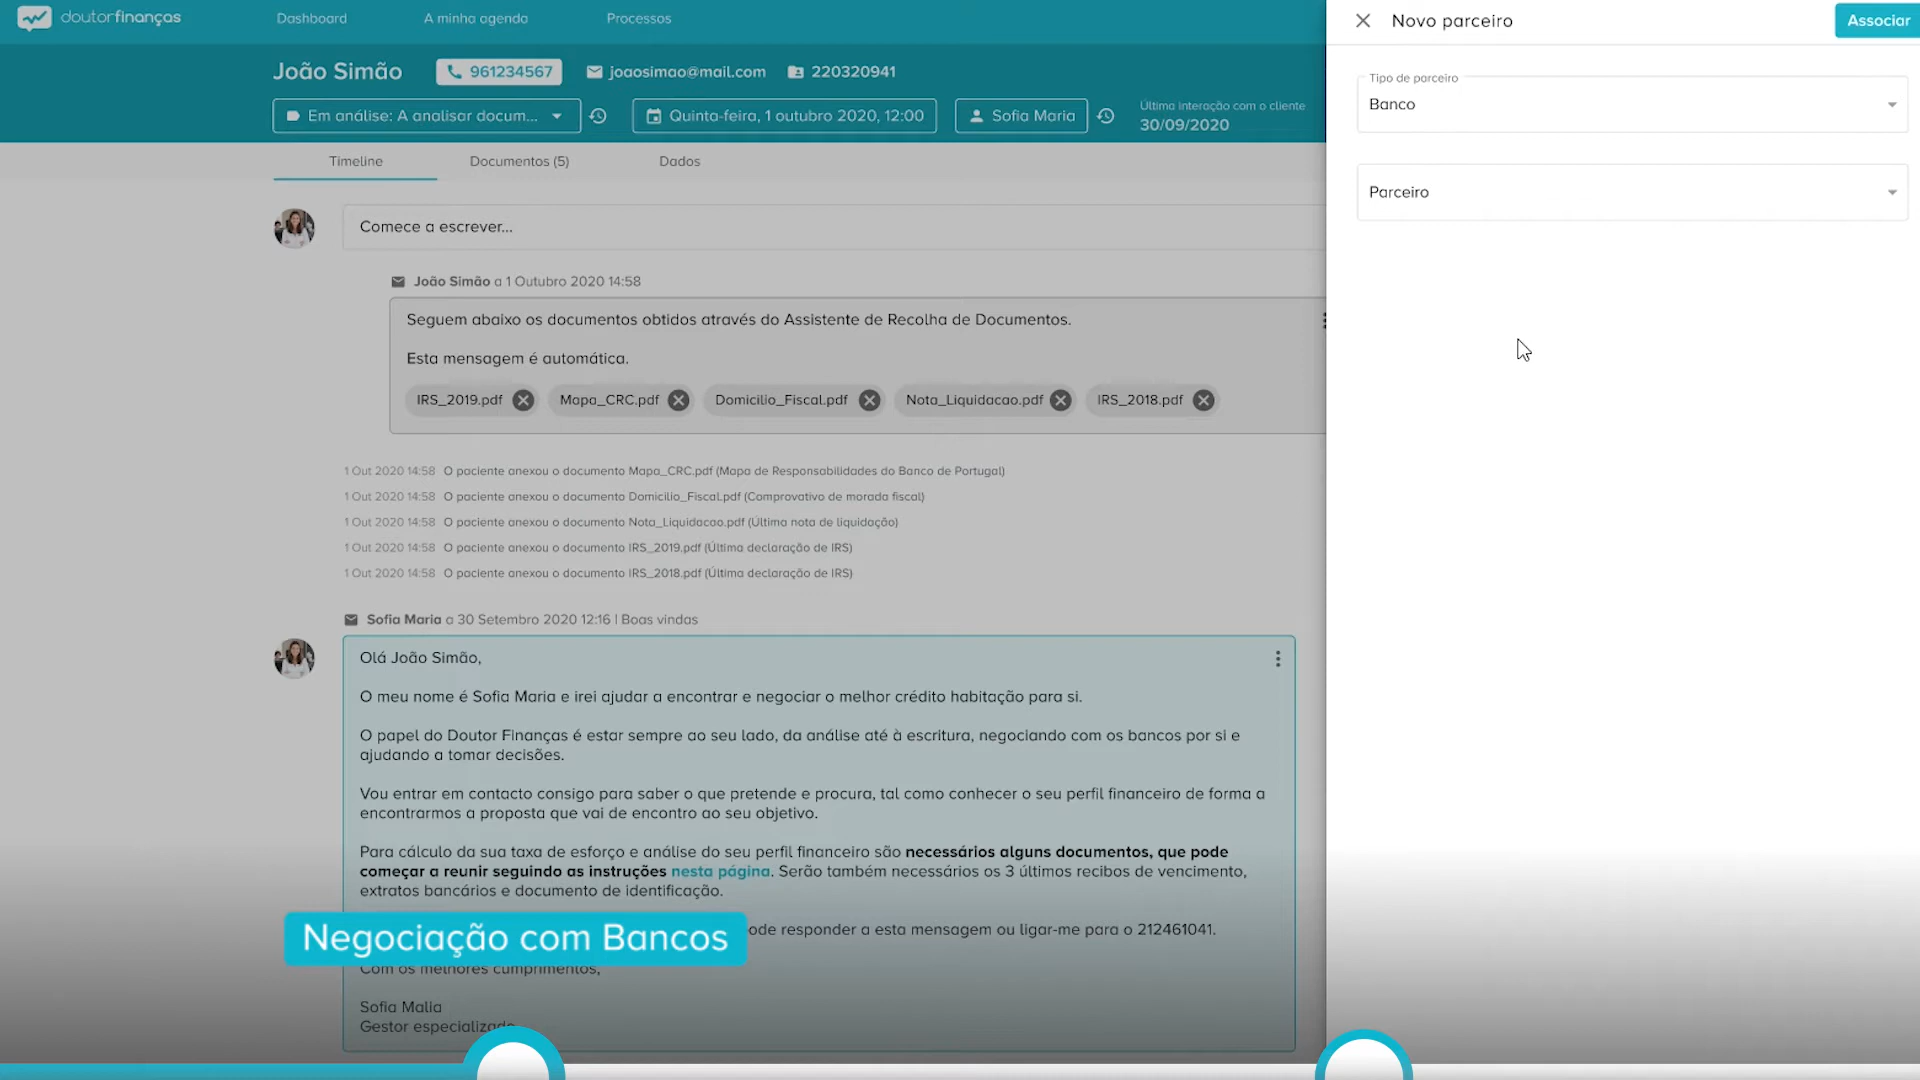 doutorfinanças
Dashboard
A minha agenda
Processos
João Simão
961234567
joaosimao@mail.com
220320941
Em análise: A analisar docum...
Quinta-feira, 1 outubro 2020, 12:00
Sofia Maria
Última interação com o cliente
30/09/2020
Timeline
Documentos (5)
Dados
Comece a escrever...
João Simão a 1 Outubro 2020 14:58
Seguem abaixo os documentos obtidos através do Assistente de Recolha de Documentos.
Esta mensagem é automática.
IRS_2019.pdf
Mapa_CRC.pdf
Domicilio_Fiscal.pdf
Nota_Liquidacao.pdf
IRS_2018.pdf
1 Out 2020 14:58 O paciente anexou o documento Mapa_CRC.pdf (Mapa de Responsabilidades do Banco de Portugal)
1 Out 2020 14:58 O paciente anexou o documento Domicilio_Fiscal.pdf (Comprovativo de morada fiscal)
1 Out 2020 14:58 O paciente anexou o documento Nota_Liquidacao.pdf (Última nota de liquidação)
1 Out 2020 14:58 O paciente anexou o documento IRS_2019.pdf (Última declaração de IRS)
1 Out 2020 14:58 O paciente anexou o documento IRS_2018.pdf (Última declaração de IRS)
Sofia Maria a 30 Setembro 2020 12:16 | Boas vindas
Olá João Simão,
O meu nome é Sofia Maria e irei ajudar a encontrar e negociar o melhor crédito habitação para si.
O papel do Doutor Finanças é estar sempre ao seu lado, da análise até à escritura, negociando com os bancos por si e
ajudando a tomar decisões.
Vou entrar em contacto consigo para saber o que pretende e procura, tal como conhecer o seu perfil financeiro de forma a
encontrarmos a proposta que vai de encontro ao seu objetivo.
Para cálculo da sua taxa de esforço e análise do seu perfil financeiro são necessários alguns documentos, que pode
começar a reunir seguindo as instruções nesta página. Serão também necessários os 3 últimos recibos de vencimento,
extratos bancários e documento de identificação.
ode responder a esta mensagem ou ligar-me para o 212461041.
Negociação com Bancos
Com os melhores cumprimentos,
Sofia Malia
Gestor especializado
Novo parceiro
Associar
Tipo de parceiro
Banco
Parceiro